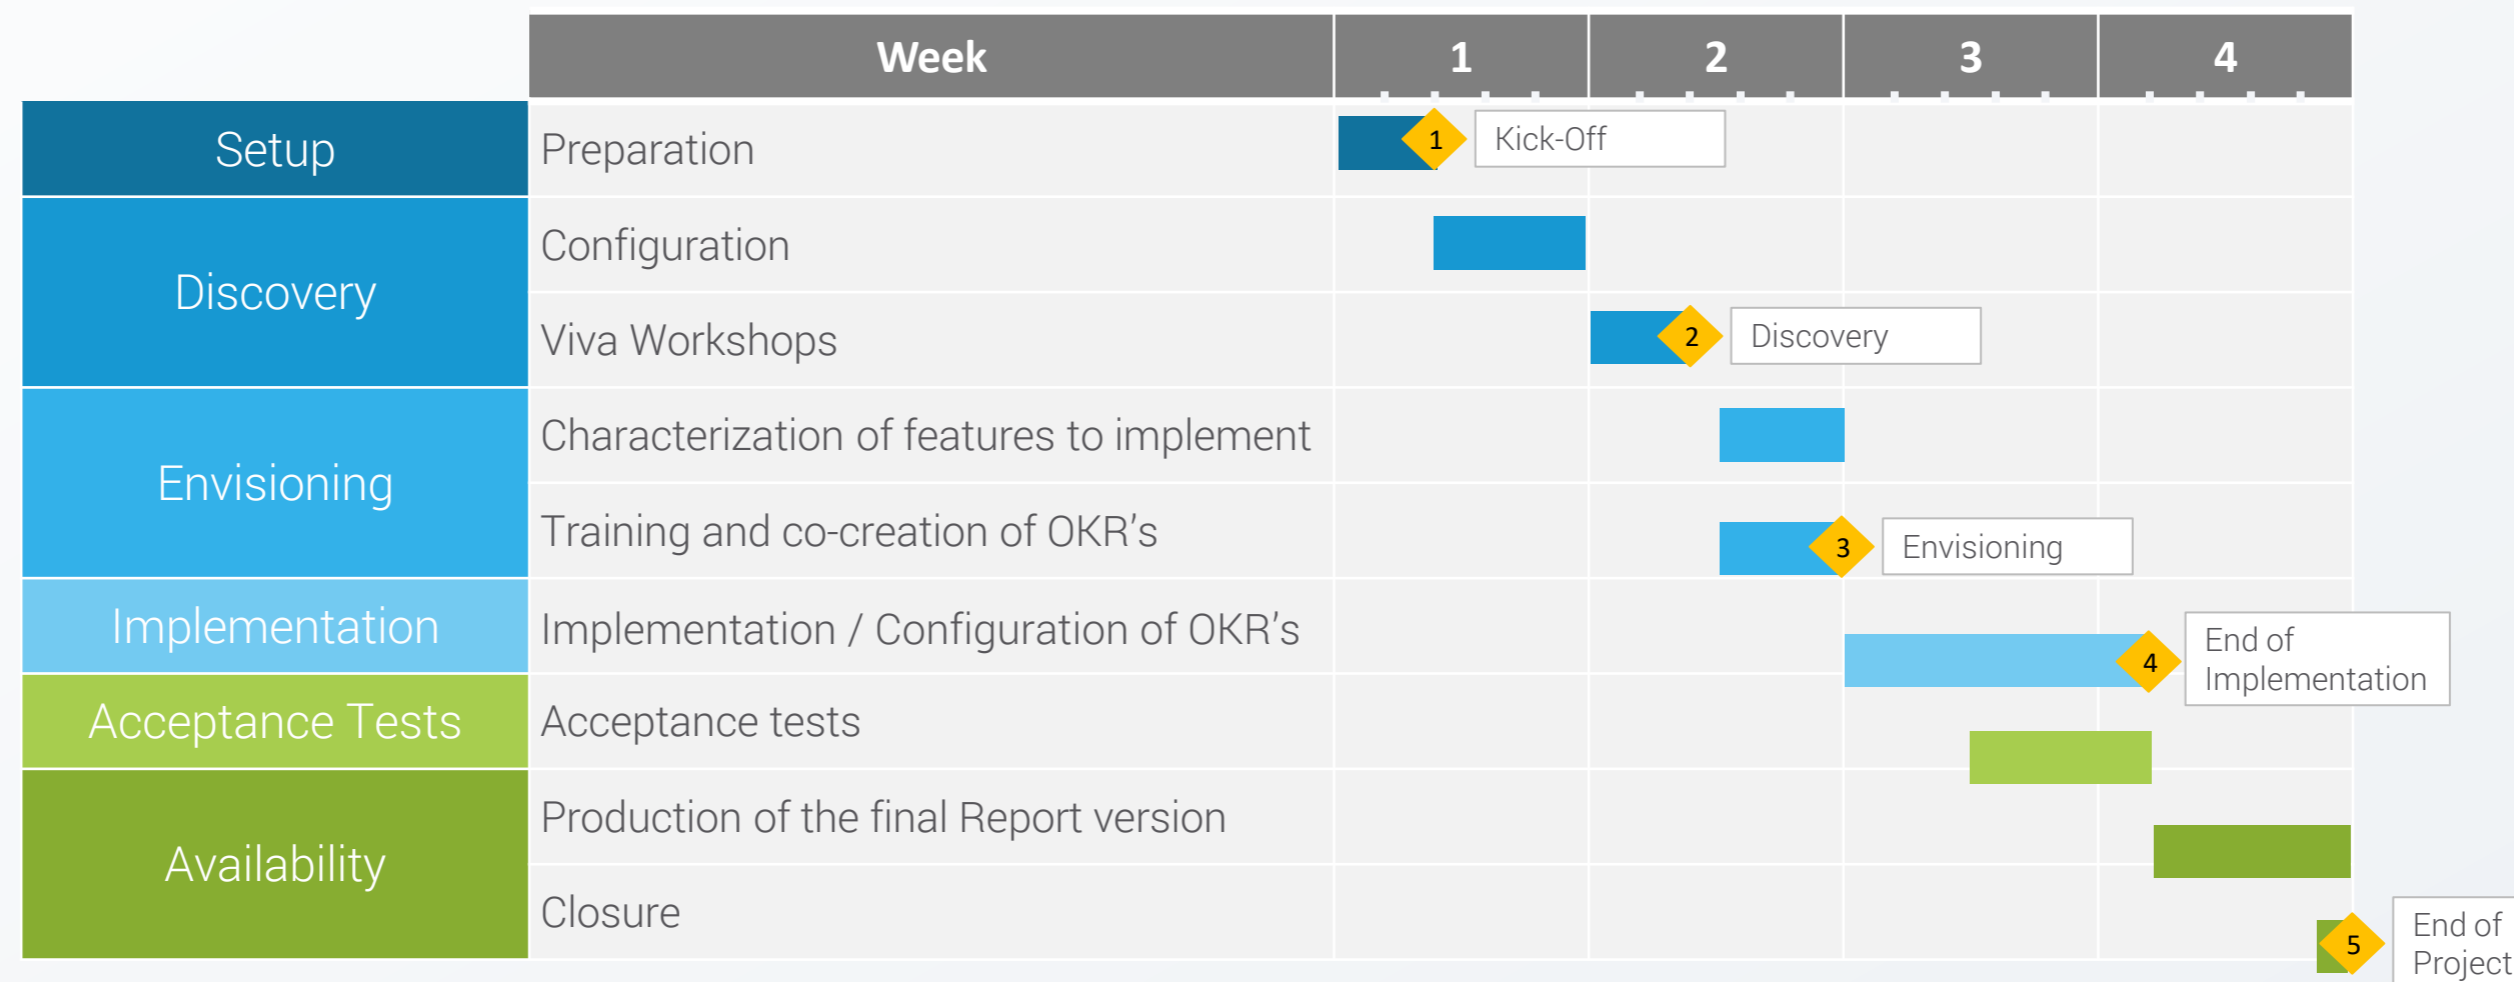 Week 1 2 3 4
Setup
Preparation
1
Kick-Off
Discovery
Configuration
Viva Workshops
2
Discovery
Envisioning
Characterization of features to implement
Training and co-creation of OKR’s
3
Envisioning
Implementation
Implementation / Configuration of OKR’s
4
End of
Implementation
Acceptance Tests
Acceptance tests
Availability
Production of the final Report version
Closure
5
End of
Project